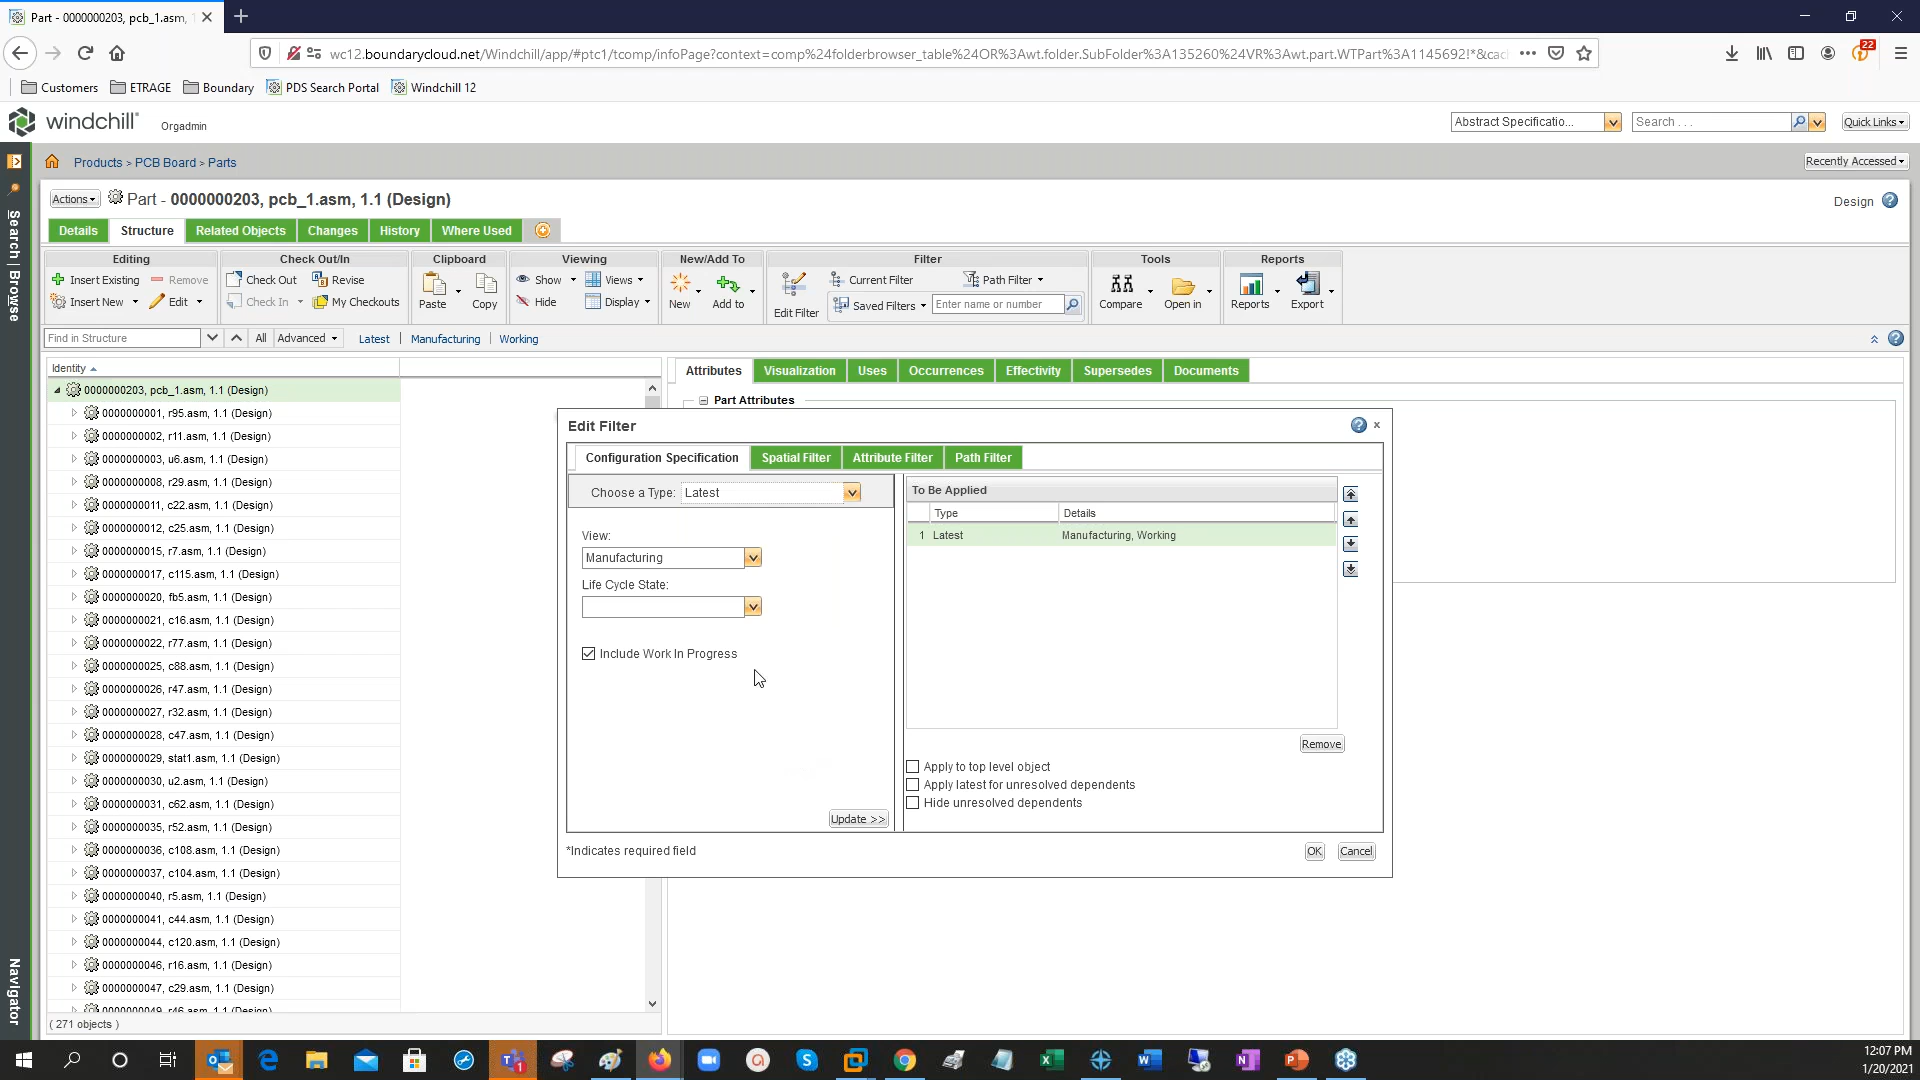 Part - 0000000203, pcb_1.asm,
22
wc12.boundarycloud.net/Windchill/app/#ptc1/tcomp/infoPage?context=comp%24folderbrowser_table%24OR%3Awt.folder.SubFolder%3A135260%24VR%3Awt.part.WTPart%3A1145692!*&cac
Customers ETRAGE Boundary PDS Search Portal Windchill 12
windchill Orgadmin Abstract Specificatio... Search . . . Quick Links
Products > PCB Board > Parts Recently Accessed
Actions Part - 0000000203, pcb_1.asm, 1.1 (Design) Design
Search | Browse
Details Structure Related Objects Changes History Where Used
Editing Check Out/In Clipboard Viewing New/Add To Filter Tools Reports
Insert Existing Remove Check Out Revise Show Views Current Filter Path Filter
Insert New Edit Check In My Checkouts Paste Copy Hide Display New Add to Edit Filter Saved Filters Enter name or number Compare Open in Reports Export
Find in Structure All Advanced Latest Manufacturing Working
Identity
0000000203, pcb_1.asm, 1.1 (Design)
0000000001, r95.asm, 1.1 (Design)
0000000002, r11.asm, 1.1 (Design)
0000000003, u6.asm, 1.1 (Design)
0000000008, r29.asm, 1.1 (Design)
0000000011, c22.asm, 1.1 (Design)
0000000012, c25.asm, 1.1 (Design)
0000000015, r7.asm, 1.1 (Design)
0000000017, c115.asm, 1.1 (Design)
0000000020, fb5.asm, 1.1 (Design)
0000000021, c16.asm, 1.1 (Design)
0000000022, r77.asm, 1.1 (Design)
0000000025, c88.asm, 1.1 (Design)
0000000026, r47.asm, 1.1 (Design)
0000000027, r32.asm, 1.1 (Design)
0000000028, c47.asm, 1.1 (Design)
0000000029, stat1.asm, 1.1 (Design)
0000000030, u2.asm, 1.1 (Design)
0000000031, c62.asm, 1.1 (Design)
0000000035, r52.asm, 1.1 (Design)
0000000036, c108.asm, 1.1 (Design)
0000000037, c104.asm, 1.1 (Design)
0000000040, r5.asm, 1.1 (Design)
0000000041, c44.asm, 1.1 (Design)
0000000044, c120.asm, 1.1 (Design)
0000000046, r16.asm, 1.1 (Design)
0000000047, c29.asm, 1.1 (Design)
0000000049, r46.asm, 1.1 (Design)
( 271 objects )
Navigator
Attributes Visualization Uses Occurrences Effectivity Supersedes Documents
Part Attributes
Edit Filter
Configuration Specification Spatial Filter Attribute Filter Path Filter
Choose a Type: Latest
View:
Manufacturing
Life Cycle State:
Include Work In Progress
Update >>
To Be Applied
Type Details
1 Latest Manufacturing, Working
Remove
Apply to top level object
Apply latest for unresolved dependents
Hide unresolved dependents
*Indicates required field
OK Cancel
12:07 PM
1/20/2021